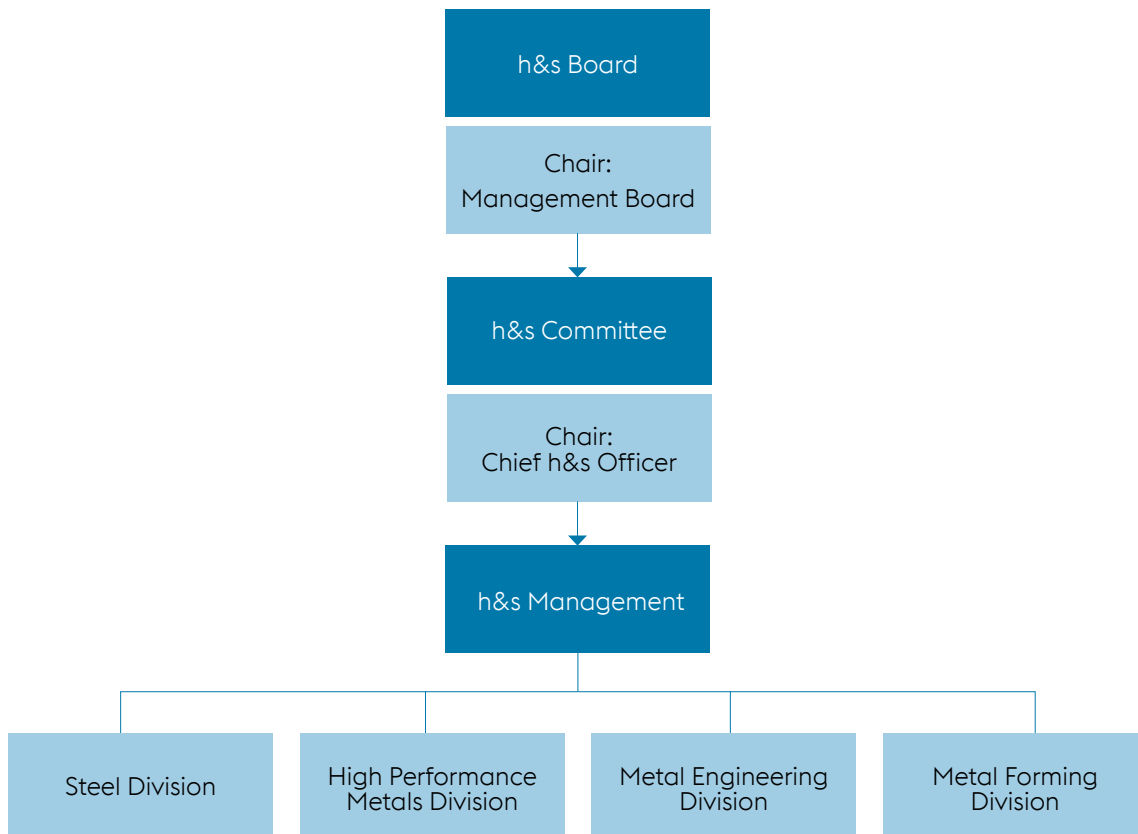 h&s Board
Chair:
Management Board
h&s Committee
Chair:
Chief h&s Officer
h&s Management
Steel Division
High Performance
Metals Division
Metal Engineering
Division
Metal Forming
Division